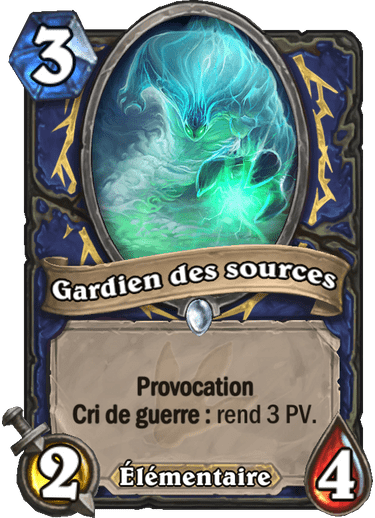 3
Gardien des sources
Provocation
Cri de guerre : rend 3 PV.
2
Élémentaire
4